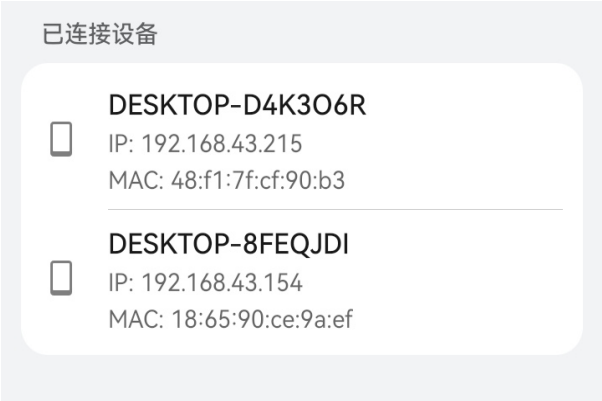 已连接设备
DESKTOP-D4K3O6R
IP: 192.168.43.215
MAC: 48:f1:7f:cf:90:b3
DESKTOP-8FEQJDI
IP: 192.168.43.154
MAC: 18:65:90:ce:9a:ef